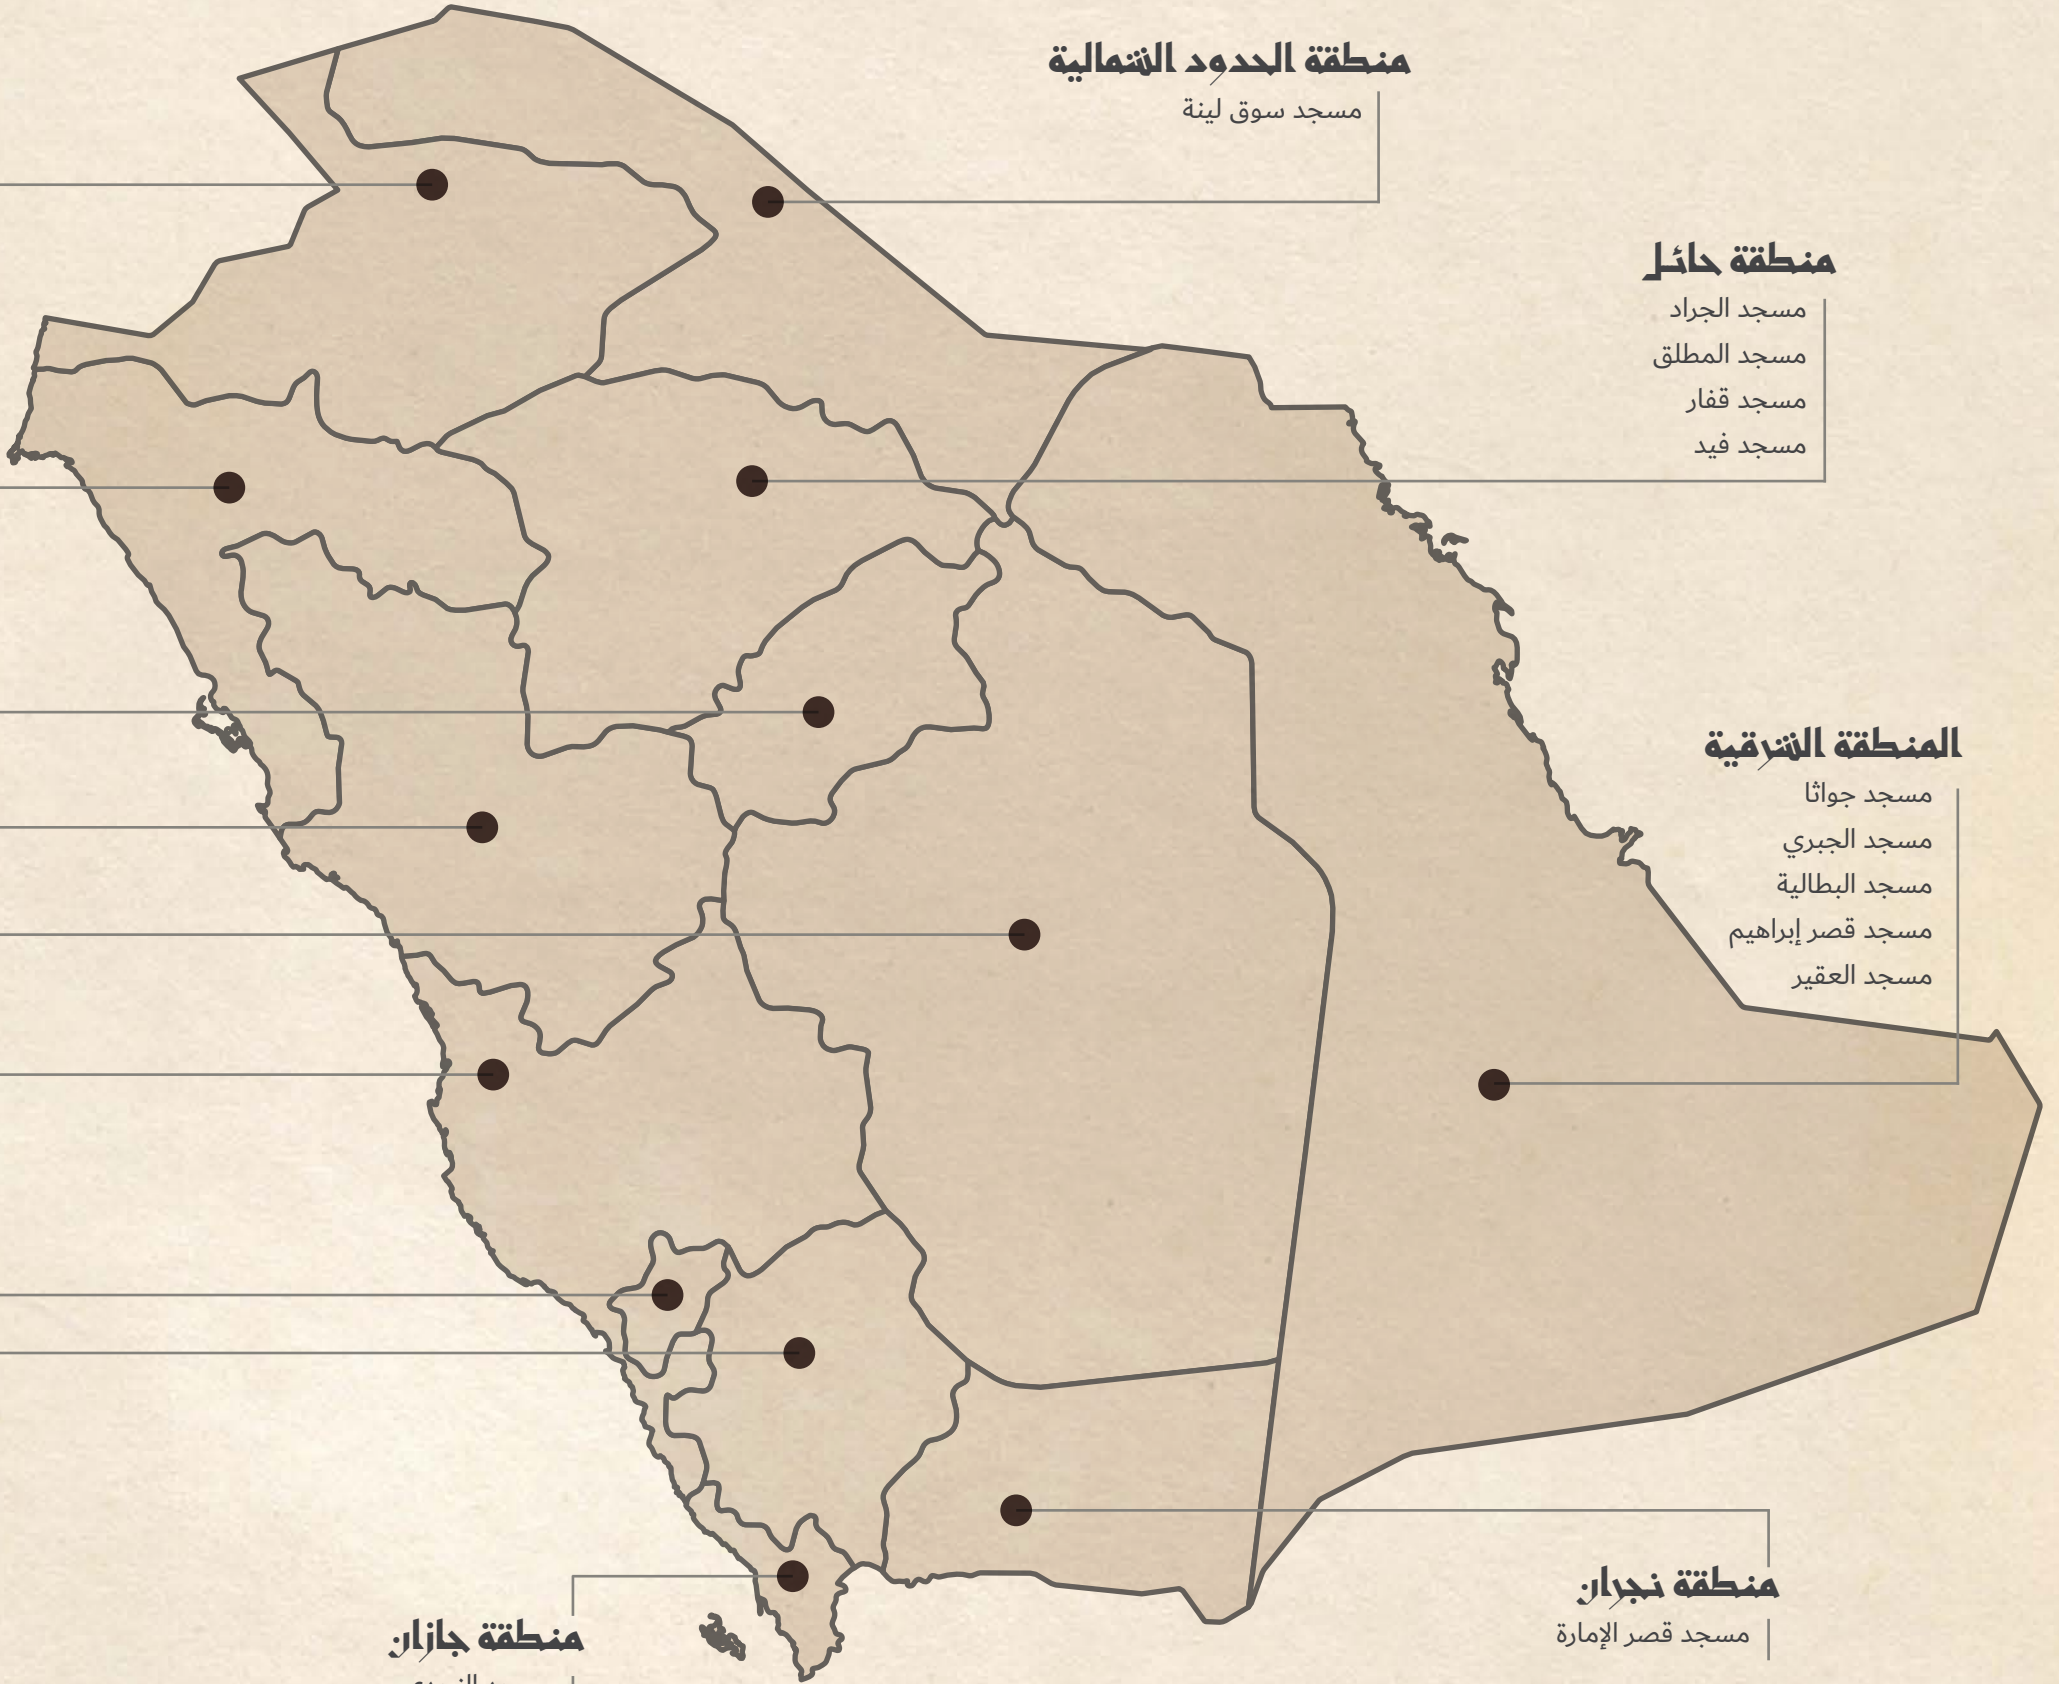 منطقة الحدود الشمالية
مسجد سوق لينة
منطقة حائل
مسجد الجراد
مسجد المطلق
مسجد قفار
مسجد فيد
المنطقة الشرقية
مسجد جواثا
مسجد الجبري
مسجد البطالية
مسجد قصر إبراهيم
مسجد العقير
منطقة نجران
مسجد قصر الإمارة
منطقة جازان